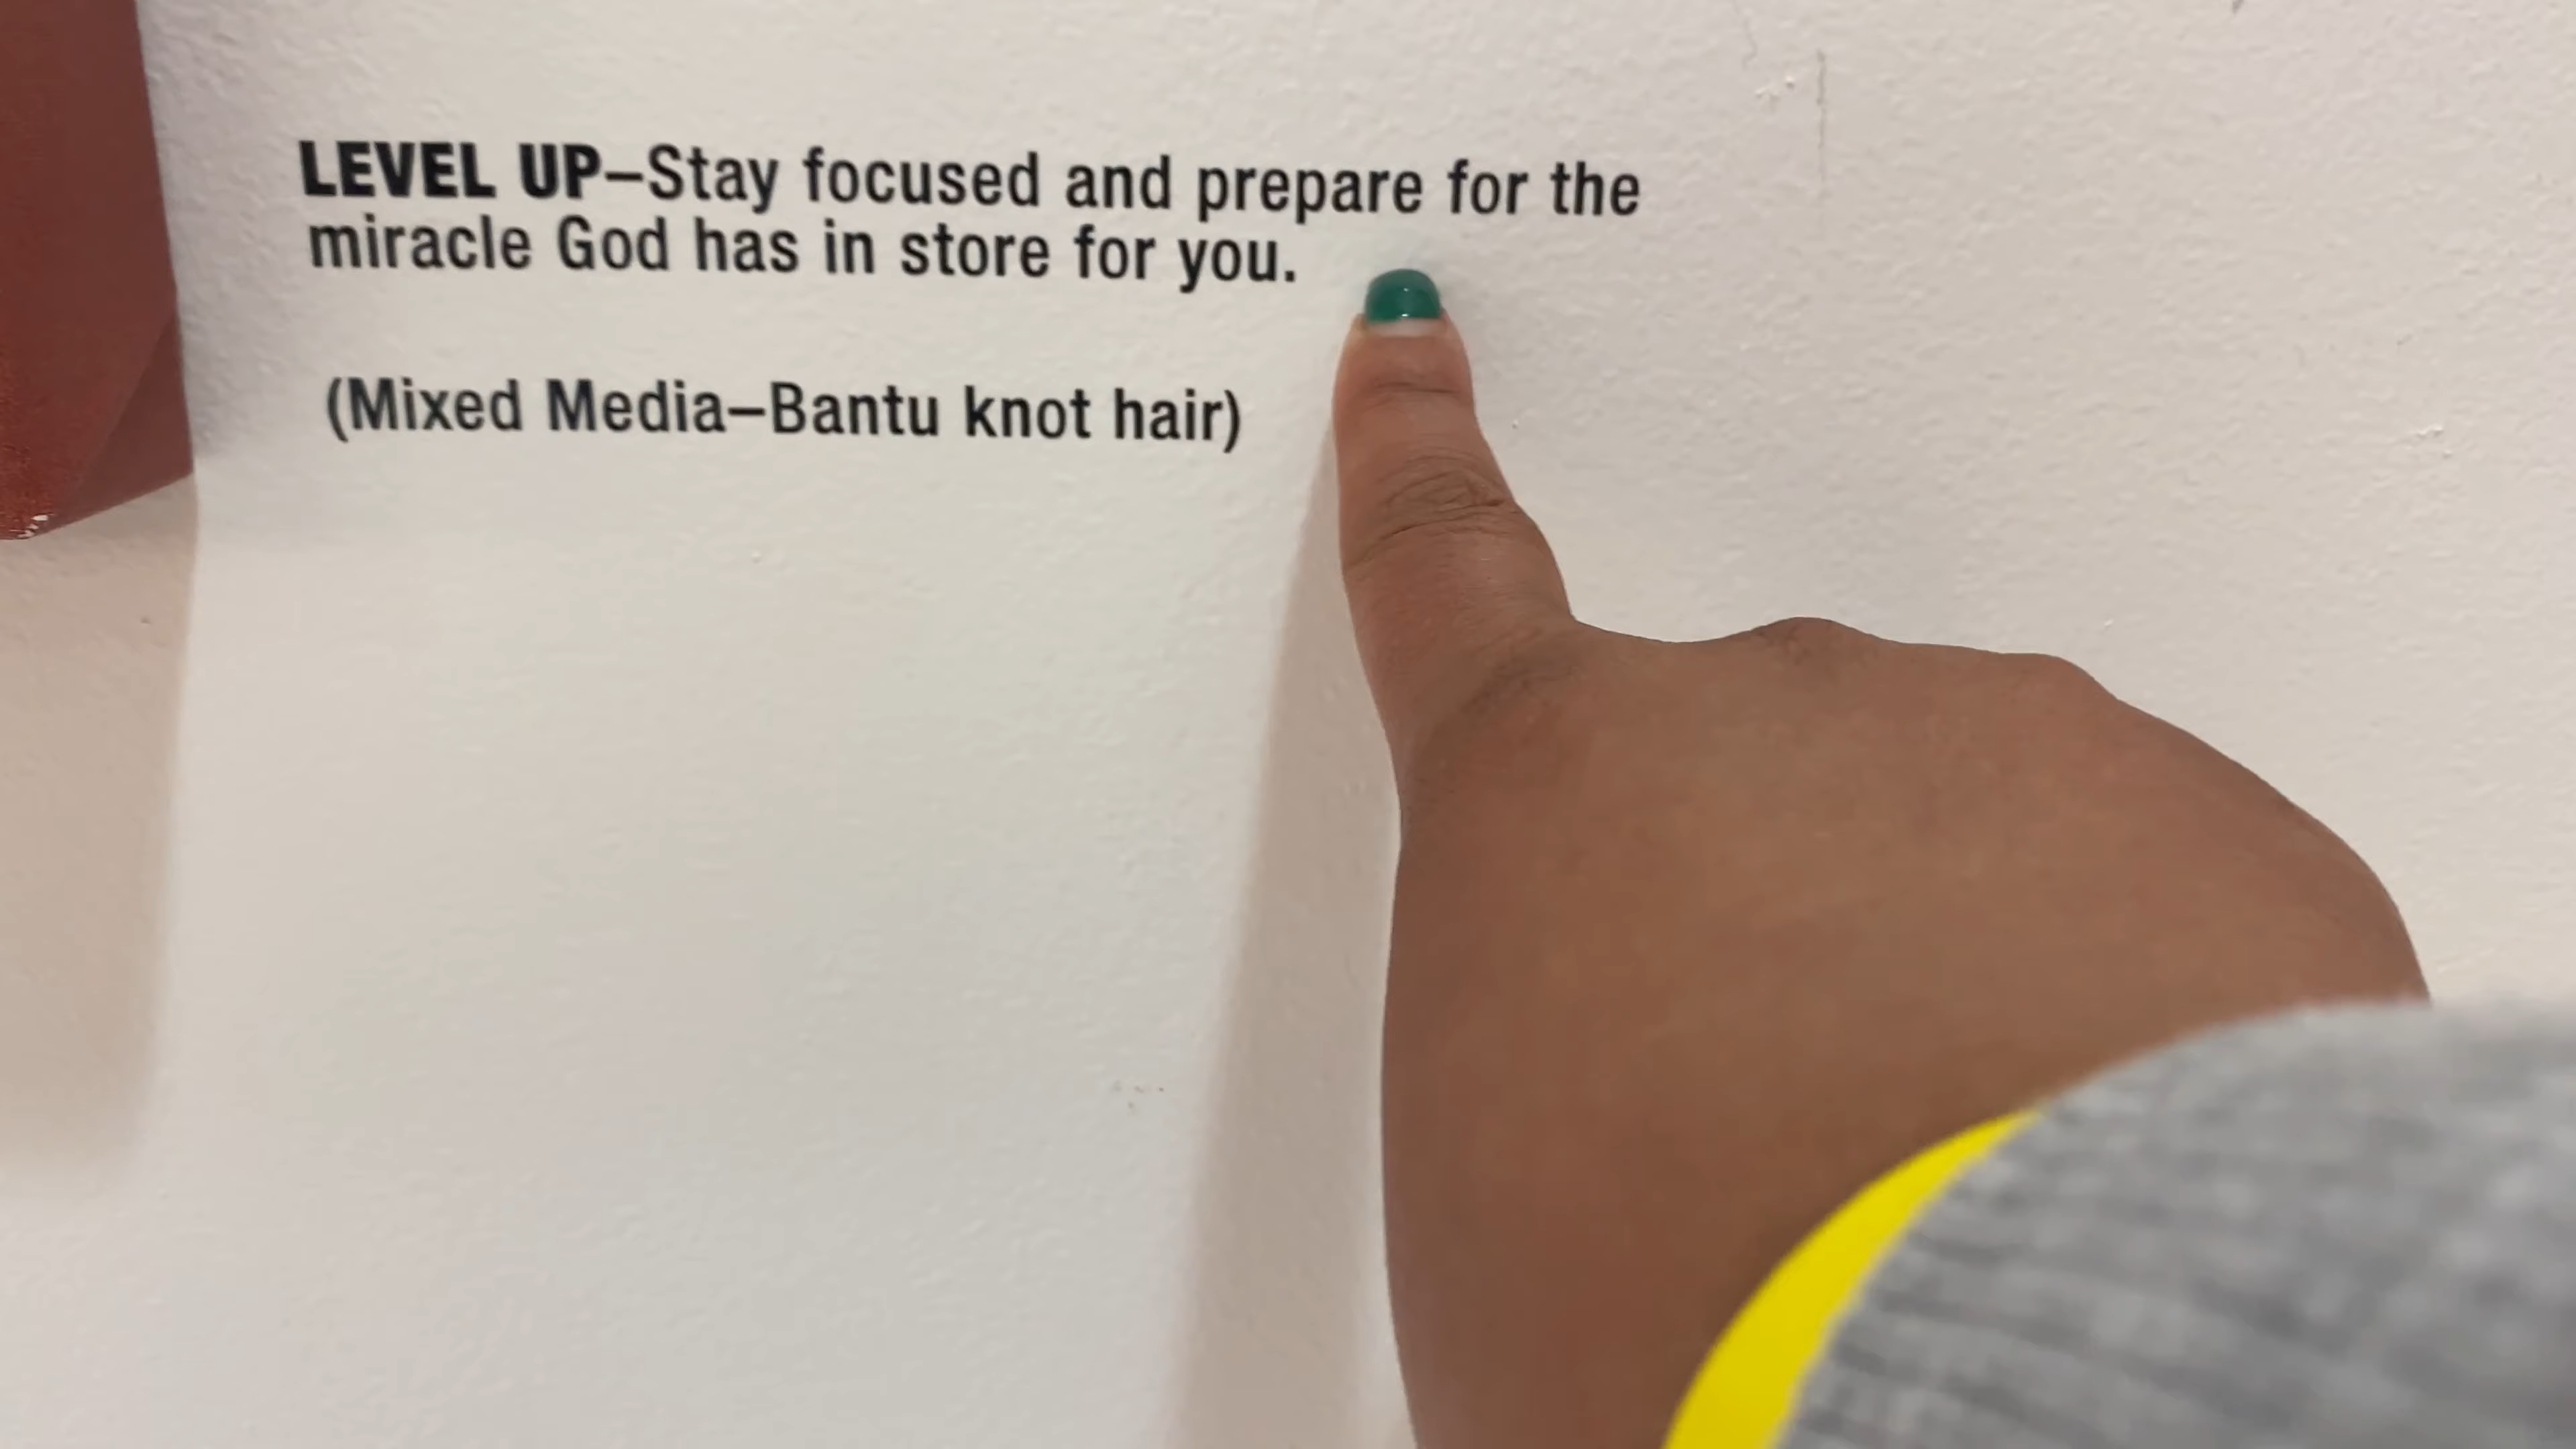 LEVEL UP–Stay focused and prepare for the
miracle God has in store for you.
(Mixed Media–Bantu knot hair)